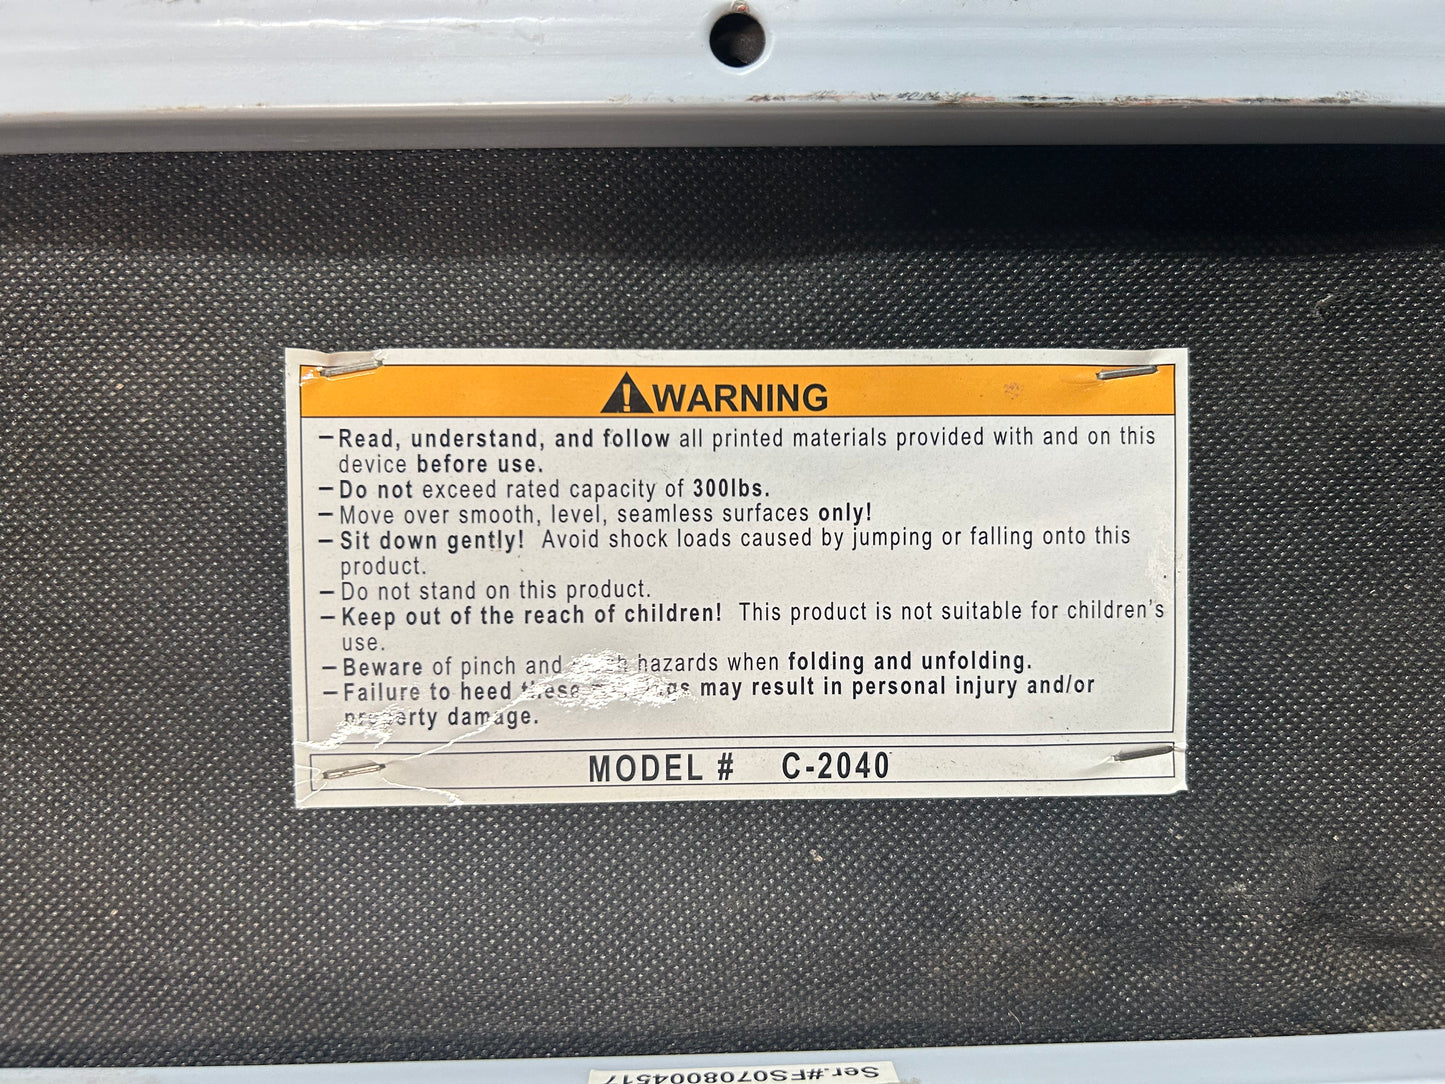 WARNING
– Read, understand, and follow all printed materials provided with and on this
device before use.
– Do not exceed rated capacity of 300lbs.
– Move over smooth, level, seamless surfaces only!
– Sit down gently! Avoid shock loads caused by jumping or falling onto this
product.
– Do not stand on this product.
– Keep out of the reach of children! This product is not suitable for children's
use.
– Beware of pinch and hazards when folding and unfolding.
– Failure to heed these may result in personal injury and/or
property damage.
MODEL # C-2040
Ser.#FS0708004517